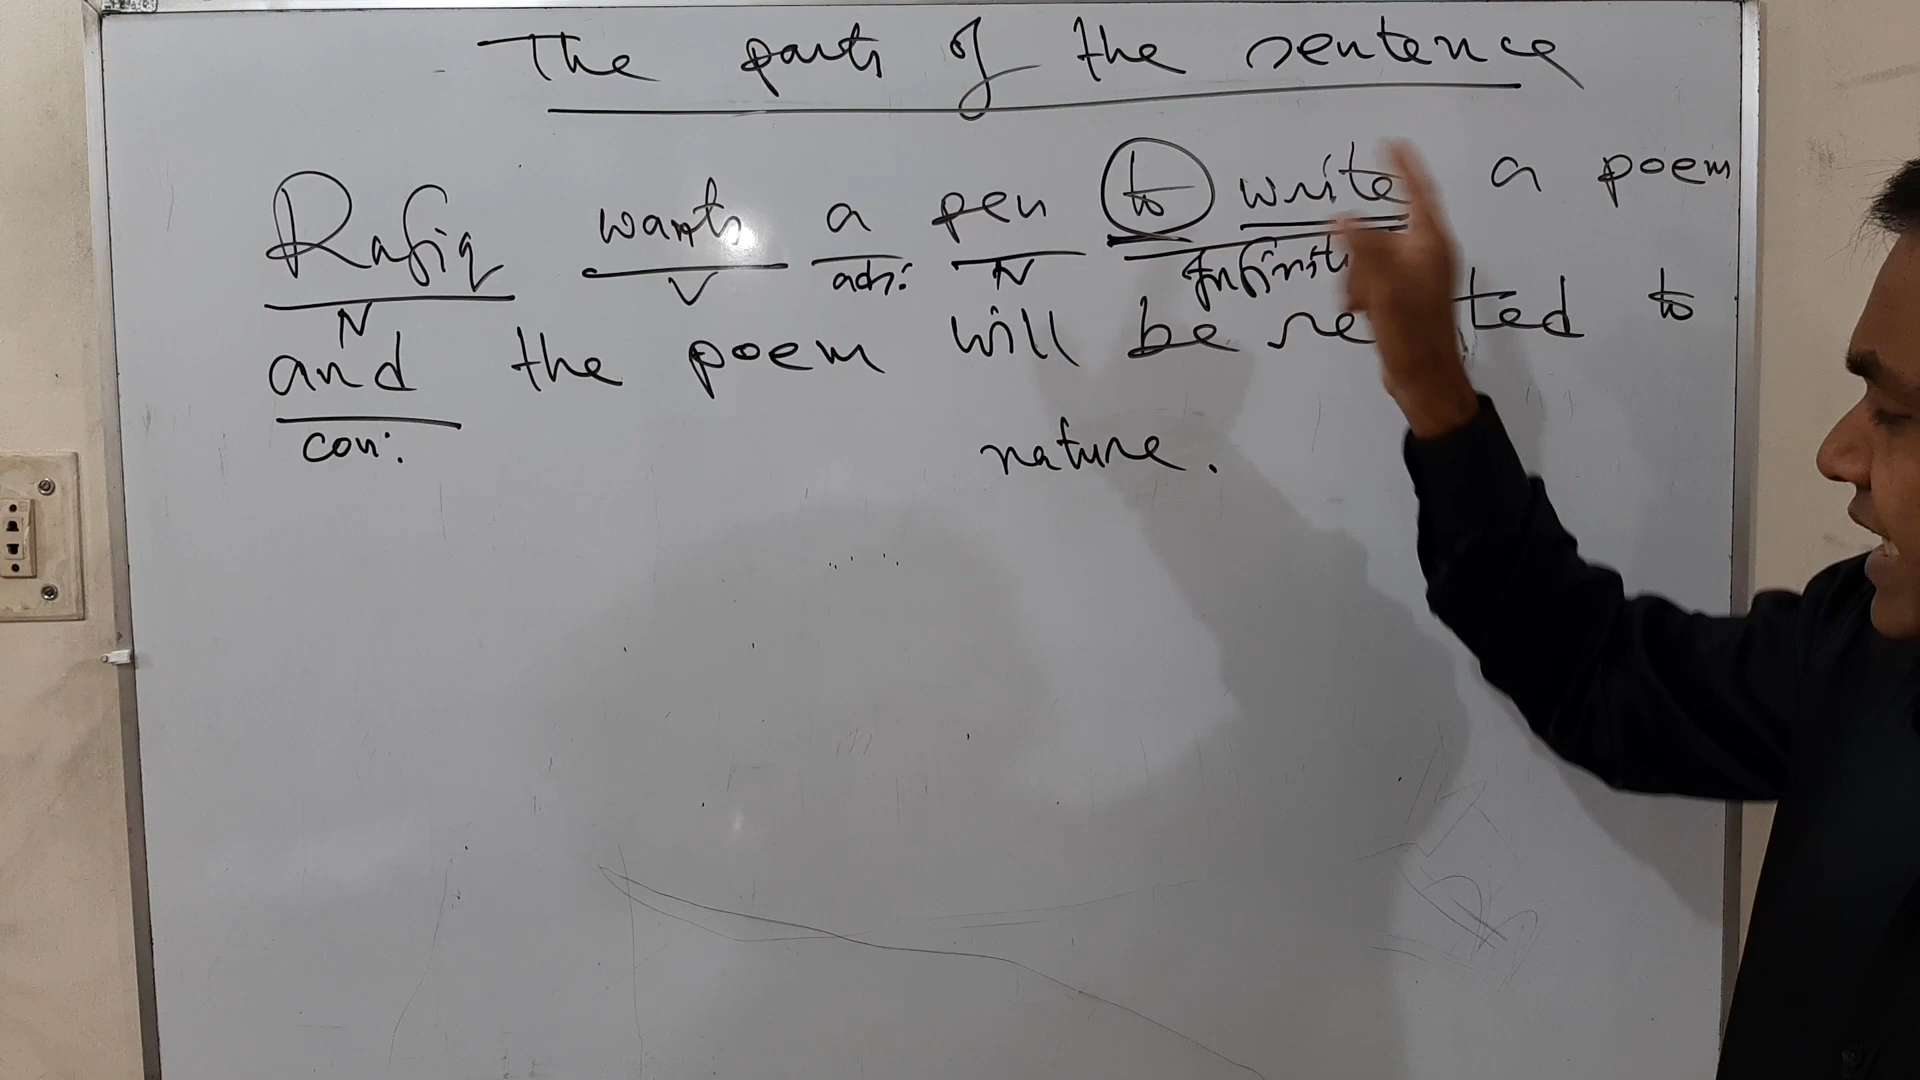 The parts of the sentence
Rafiq wants a pen to write a poem
N V adj: N Infinit
and the poem will be to
con:
nature.